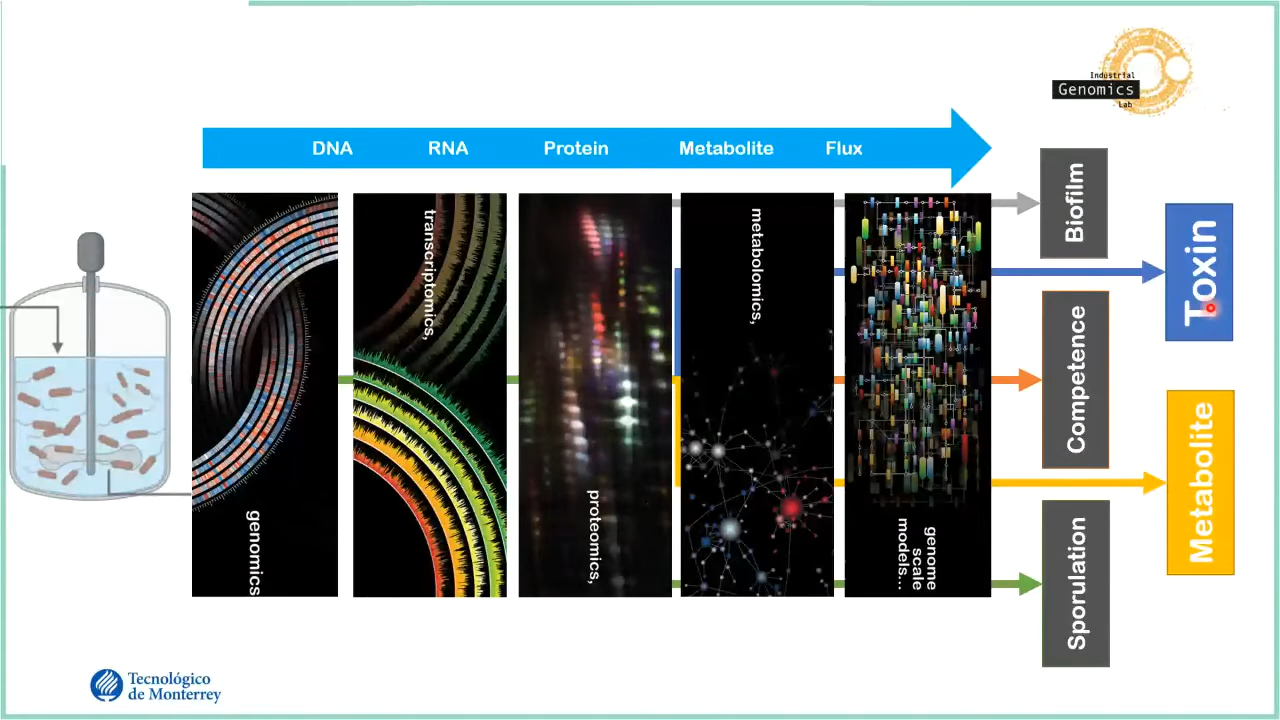 Industrial
Genomics
Lab
DNA RNA Protein Metabolite Flux
genomics
transcriptomics,
proteomics,
metabolomics,
genome
scale
models...
Biofilm
Toxin
Competence
Metabolite
Sporulation
Tecnológico
de Monterrey